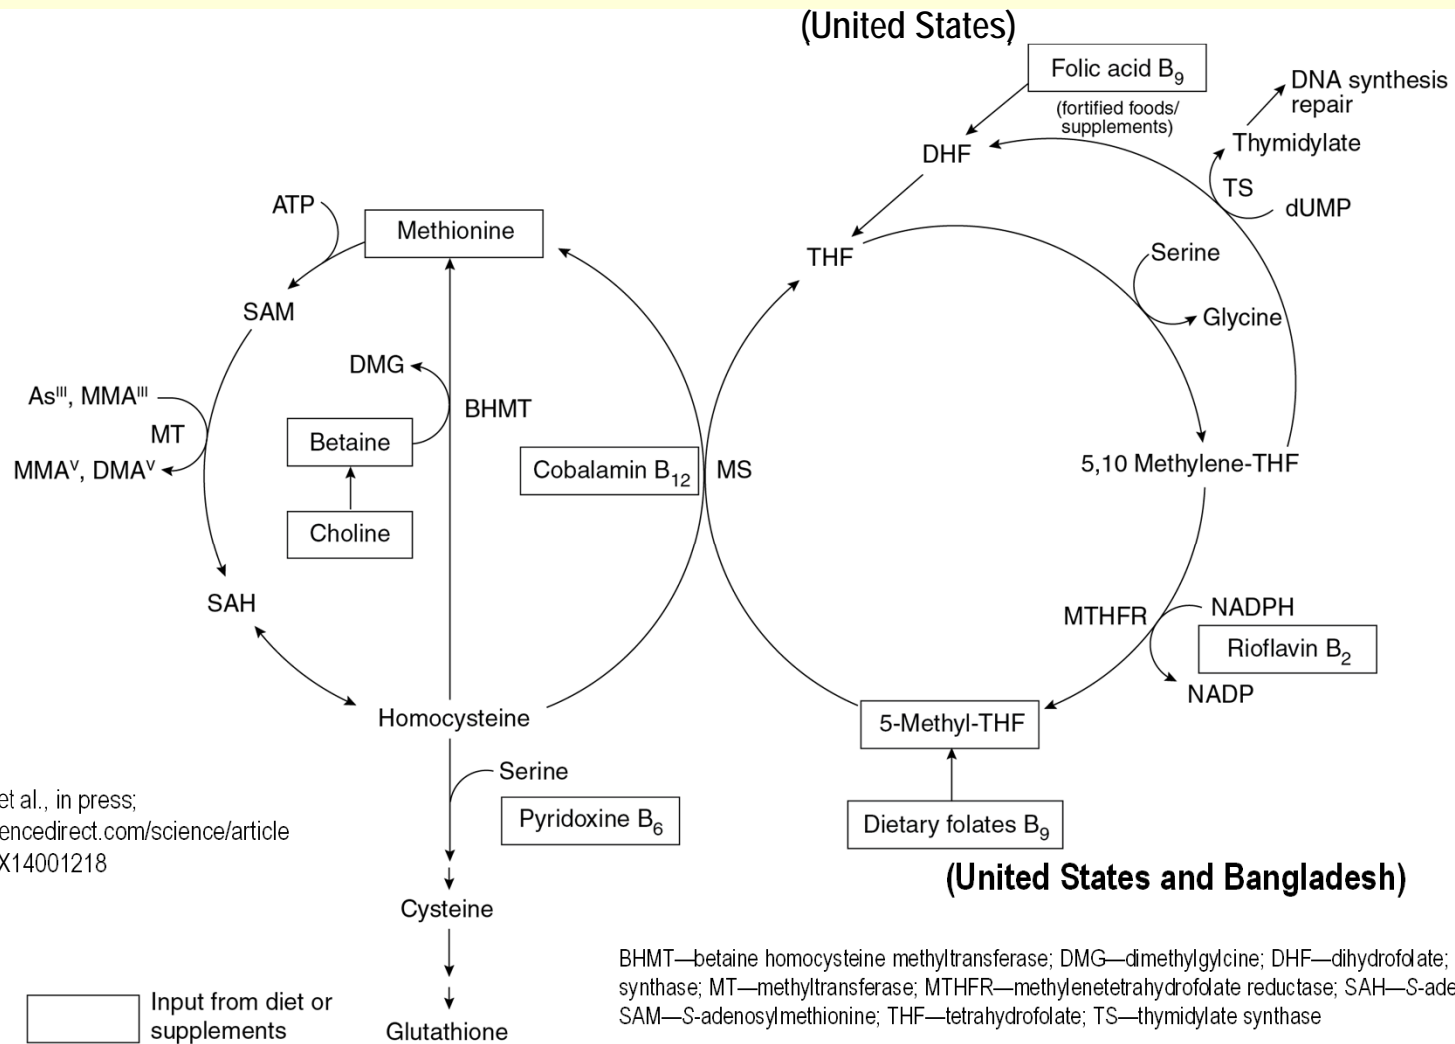 (United States)
Folic acid B₉
(fortified foods/
supplements)
DNA synthesis
repair
Thymidylate
DHF
TS
dUMP
ATP
Methionine
THF
Serine
Glycine
SAM
DMG
BHMT
Asᴵᴵᴵ, MMAᴵᴵᴵ
MT
MMAⱽ, DMAⱽ
Betaine
Choline
Cobalamin B₁₂
MS
5,10 Methylene-THF
SAH
MTHFR
NADPH
Rioflavin B₂
NADP
Homocysteine
5-Methyl-THF
Serine
Pyridoxine B₆
Dietary folates B₉
(United States and Bangladesh)
et al., in press;
encedirect.com/science/article
X14001218
Cysteine
Glutathione
Input from diet or
supplements
BHMT—betaine homocysteine methyltransferase; DMG—dimethylgylcine; DHF—dihydrofolate;
synthase; MT—methyltransferase; MTHFR—methylenetetrahydrofolate reductase; SAH—S-ade
SAM—S-adenosylmethionine; THF—tetrahydrofolate; TS—thymidylate synthase